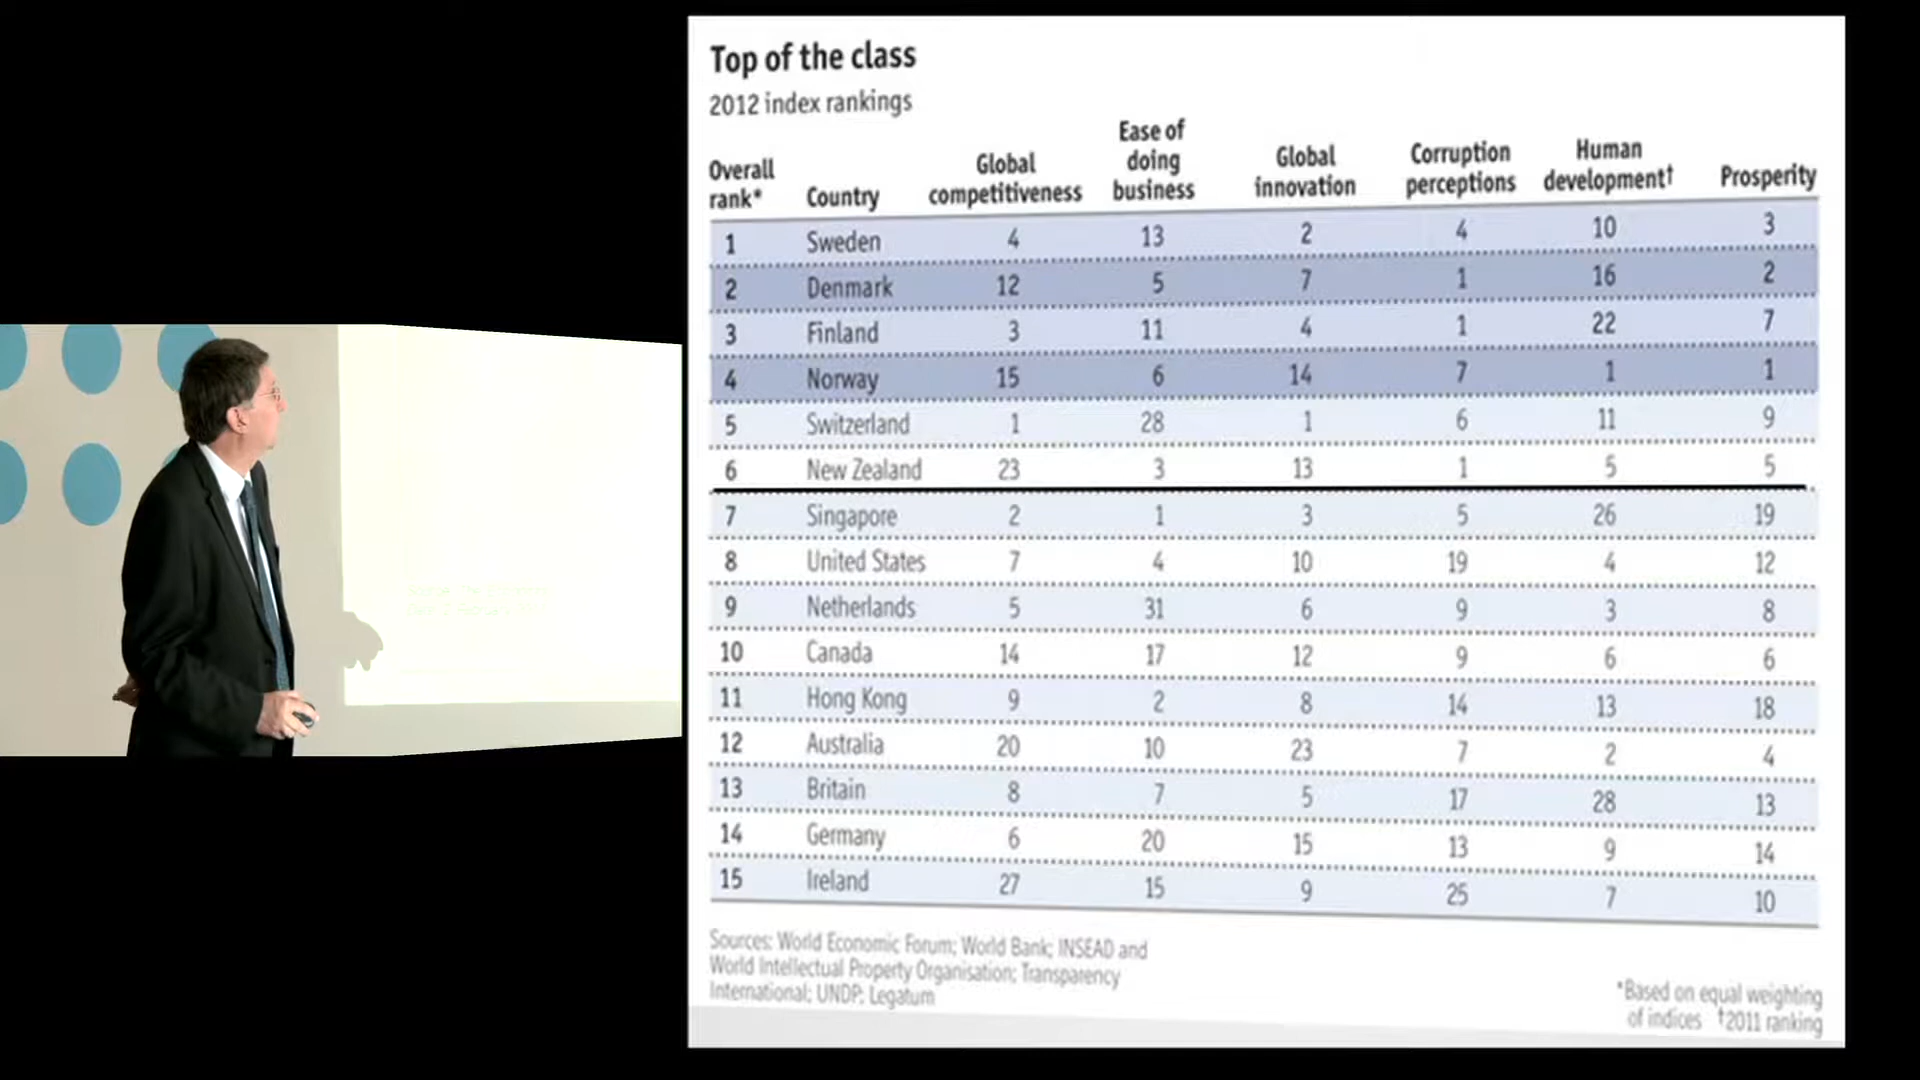 Top of the class
2012 index rankings
Overall rank* Country Global competitiveness Ease of doing business Global innovation Corruption perceptions Human development† Prosperity
1 Sweden 4 13 2 4 10 3
2 Denmark 12 5 7 1 16 2
3 Finland 3 11 4 1 22 7
4 Norway 15 6 14 7 1 1
5 Switzerland 1 28 1 6 11 9
6 New Zealand 23 3 13 1 5 5
7 Singapore 2 1 3 5 26 19
8 United States 7 4 10 19 4 12
9 Netherlands 5 31 6 9 3 8
10 Canada 14 17 12 9 6 6
11 Hong Kong 9 2 8 14 13 18
12 Australia 20 10 23 7 2 4
13 Britain 8 7 5 17 28 13
14 Germany 6 20 15 13 9 14
15 Ireland 27 15 9 25 7 10
Sources: World Economic Forum; World Bank; INSEAD and
World Intellectual Property Organisation; Transparency
International; UNDP; Legatum
*Based on equal weighting
of indices †2011 ranking